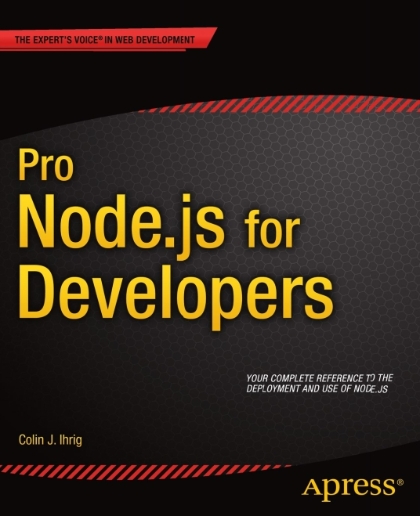 THE EXPERT'S VOICE® IN WEB DEVELOPMENT
Pro
Node.js for
Developers
YOUR COMPLETE REFERENCE TO THE
DEPLOYMENT AND USE OF NODE.JS
Colin J. Ihrig
Apress®